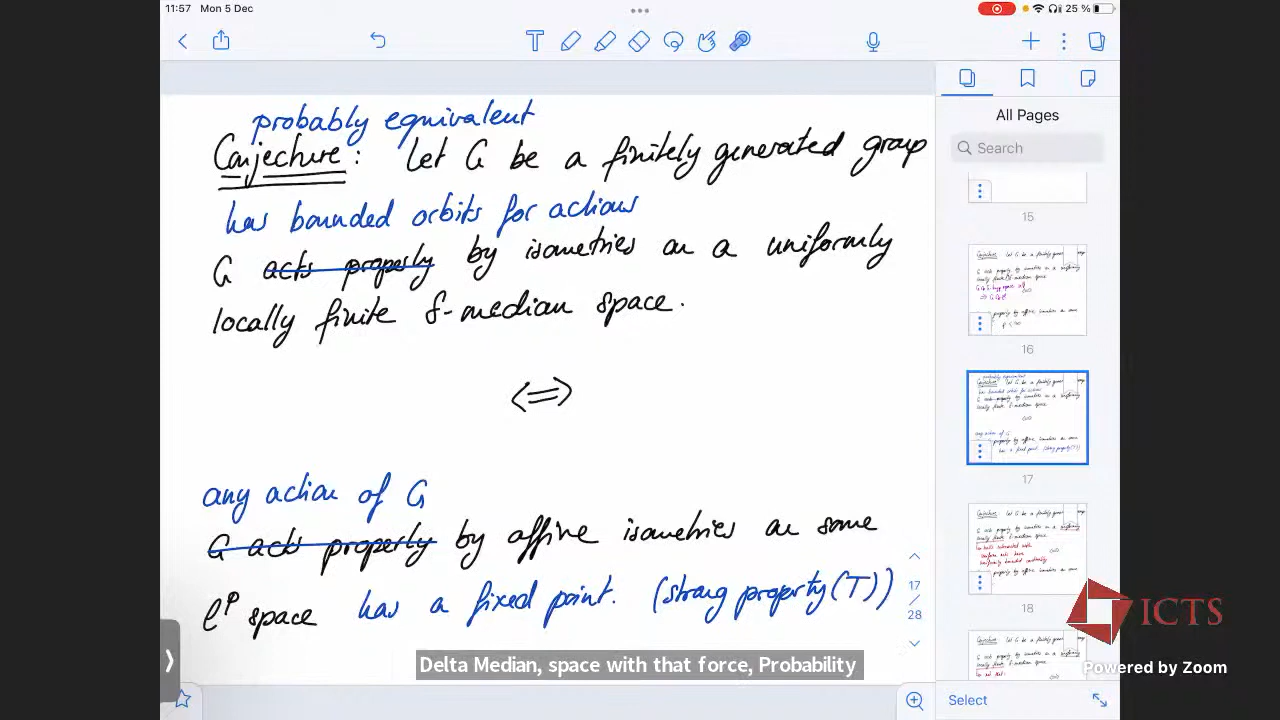 11:57 Mon 5 Dec
25 %
probably equivalent
Conjecture: Let G be a finitely generated group
has bounded orbits for actions
G acts properly by isometries on a uniformly
locally finite δ-median space.
<=>
any action of G
G acts properly by affine isometries on some
ℓᵖ space has a fixed point. (strong property (T))
17
/
28
All Pages
Search
15
16
17
18
Select
ICTS
Powered by Zoom
Delta Median, space with that force, Probability